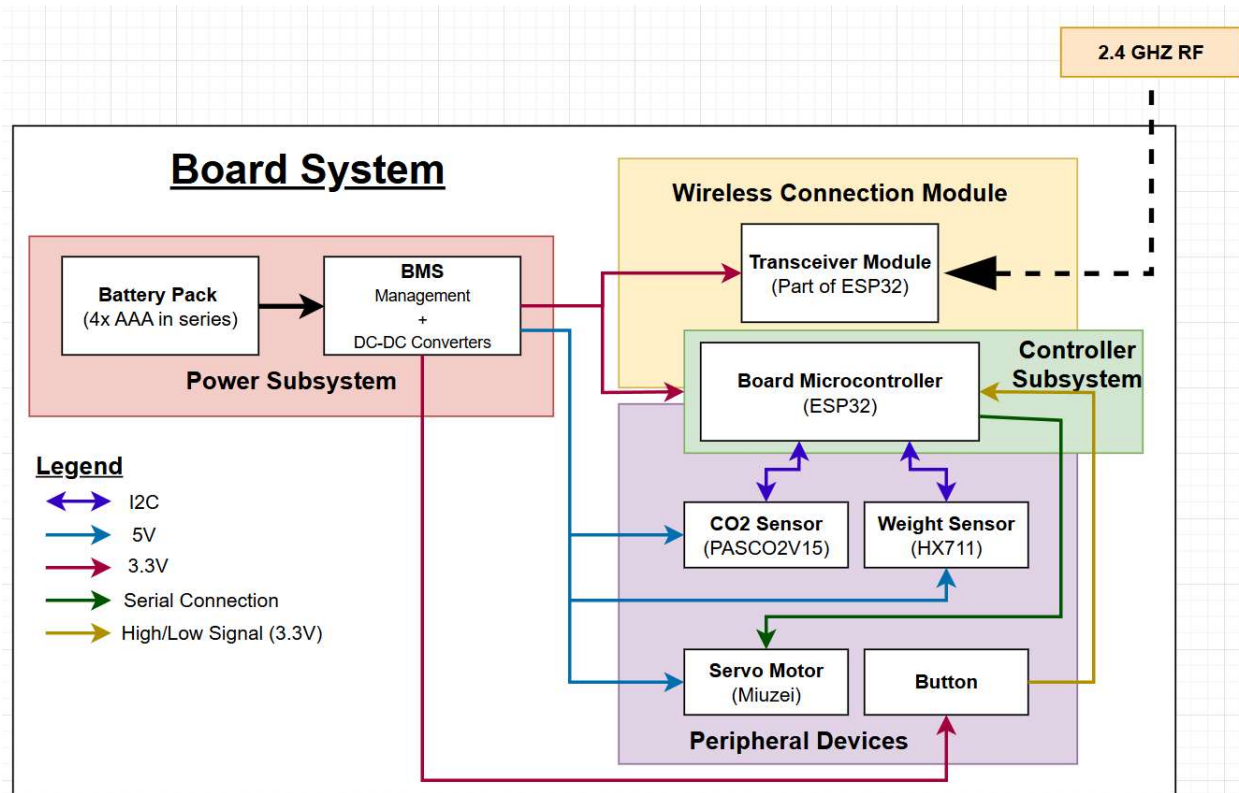 2.4 GHZ RF
Board System
Wireless Connection Module
Transceiver Module
(Part of ESP32)
Battery Pack
(4x AAA in series)
BMS
Management
+
DC-DC Converters
Power Subsystem
Controller
Subsystem
Board Microcontroller
(ESP32)
Legend
I2C
5V
3.3V
Serial Connection
High/Low Signal (3.3V)
CO2 Sensor
(PASCO2V15)
Weight Sensor
(HX711)
Servo Motor
(Miuzei)
Button
Peripheral Devices